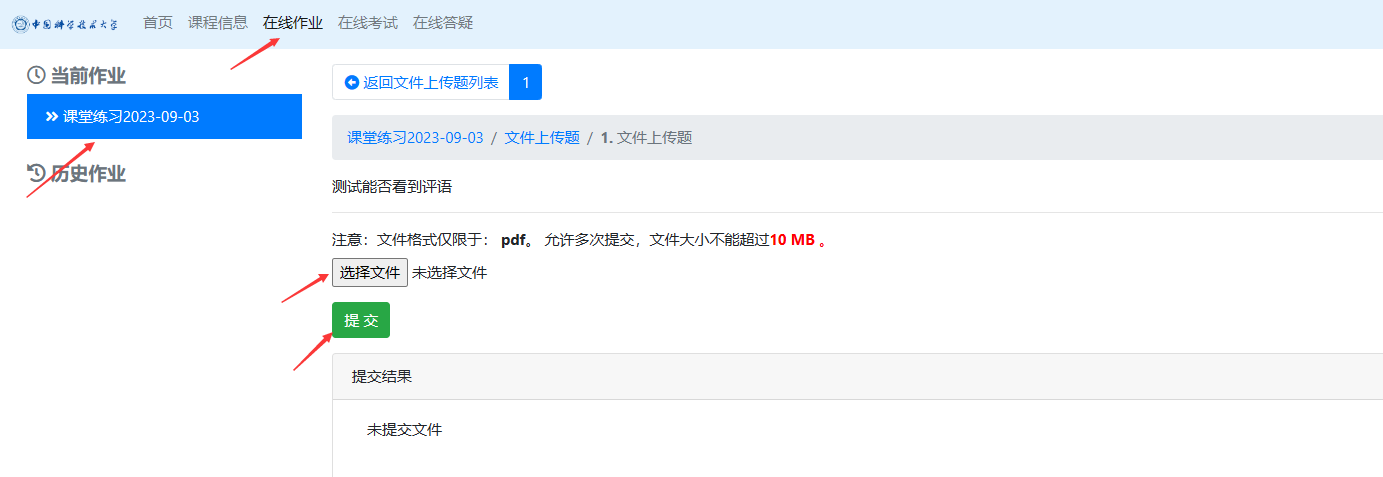 中国科学技术大学 首页 课程信息 在线作业 在线考试 在线答疑
当前作业
课堂练习2023-09-03
历史作业
返回文件上传题列表 1
课堂练习2023-09-03 / 文件上传题 / 1. 文件上传题
测试能否看到评语
注意：文件格式仅限于： pdf。 允许多次提交，文件大小不能超过10 MB 。
选择文件 未选择文件
提 交
提交结果
未提交文件